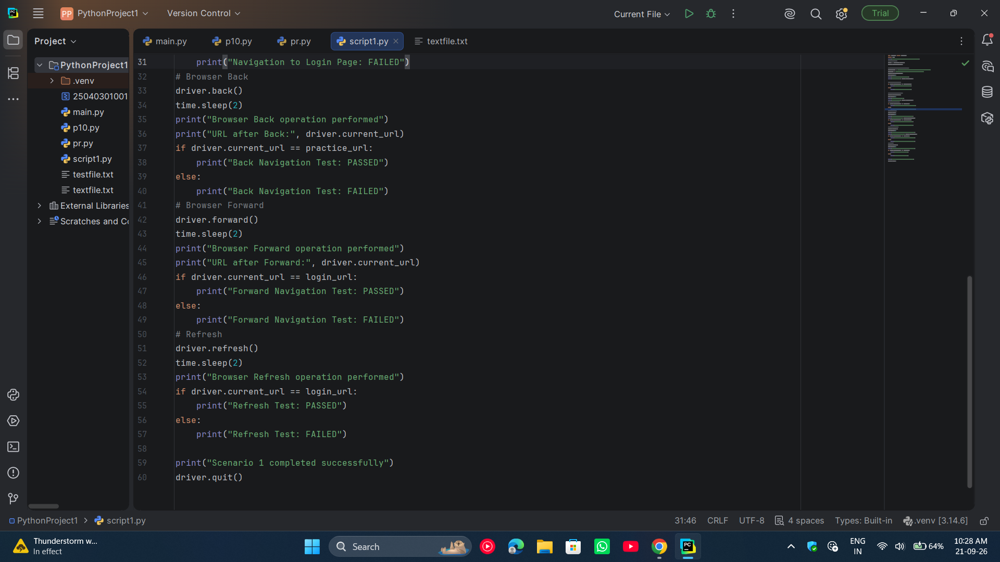 PC
PP PythonProject1
Version Control
Current File
Trial
Project
main.py
p10.py
pr.py
script1.py
textfile.txt
PythonProject1
.venv
25040301001
main.py
p10.py
pr.py
script1.py
testfile.txt
textfile.txt
External Libraries
Scratches and Co
31 print("Navigation to Login Page: FAILED")
32 # Browser Back
33 driver.back()
34 time.sleep(2)
35 print("Browser Back operation performed")
36 print("URL after Back:", driver.current_url)
37 if driver.current_url == practice_url:
38 print("Back Navigation Test: PASSED")
39 else:
40 print("Back Navigation Test: FAILED")
41 # Browser Forward
42 driver.forward()
43 time.sleep(2)
44 print("Browser Forward operation performed")
45 print("URL after Forward:", driver.current_url)
46 if driver.current_url == login_url:
47 print("Forward Navigation Test: PASSED")
48 else:
49 print("Forward Navigation Test: FAILED")
50 # Refresh
51 driver.refresh()
52 time.sleep(2)
53 print("Browser Refresh operation performed")
54 if driver.current_url == login_url:
55 print("Refresh Test: PASSED")
56 else:
57 print("Refresh Test: FAILED")
58
59 print("Scenario 1 completed successfully")
60 driver.quit()
PythonProject1 > script1.py
31:46 CRLF UTF-8 4 spaces Types: Built-in .venv [3.14.6]
Thunderstorm w...
In effect
Search
PC
ENG
IN
64%
10:28 AM
21-09-26